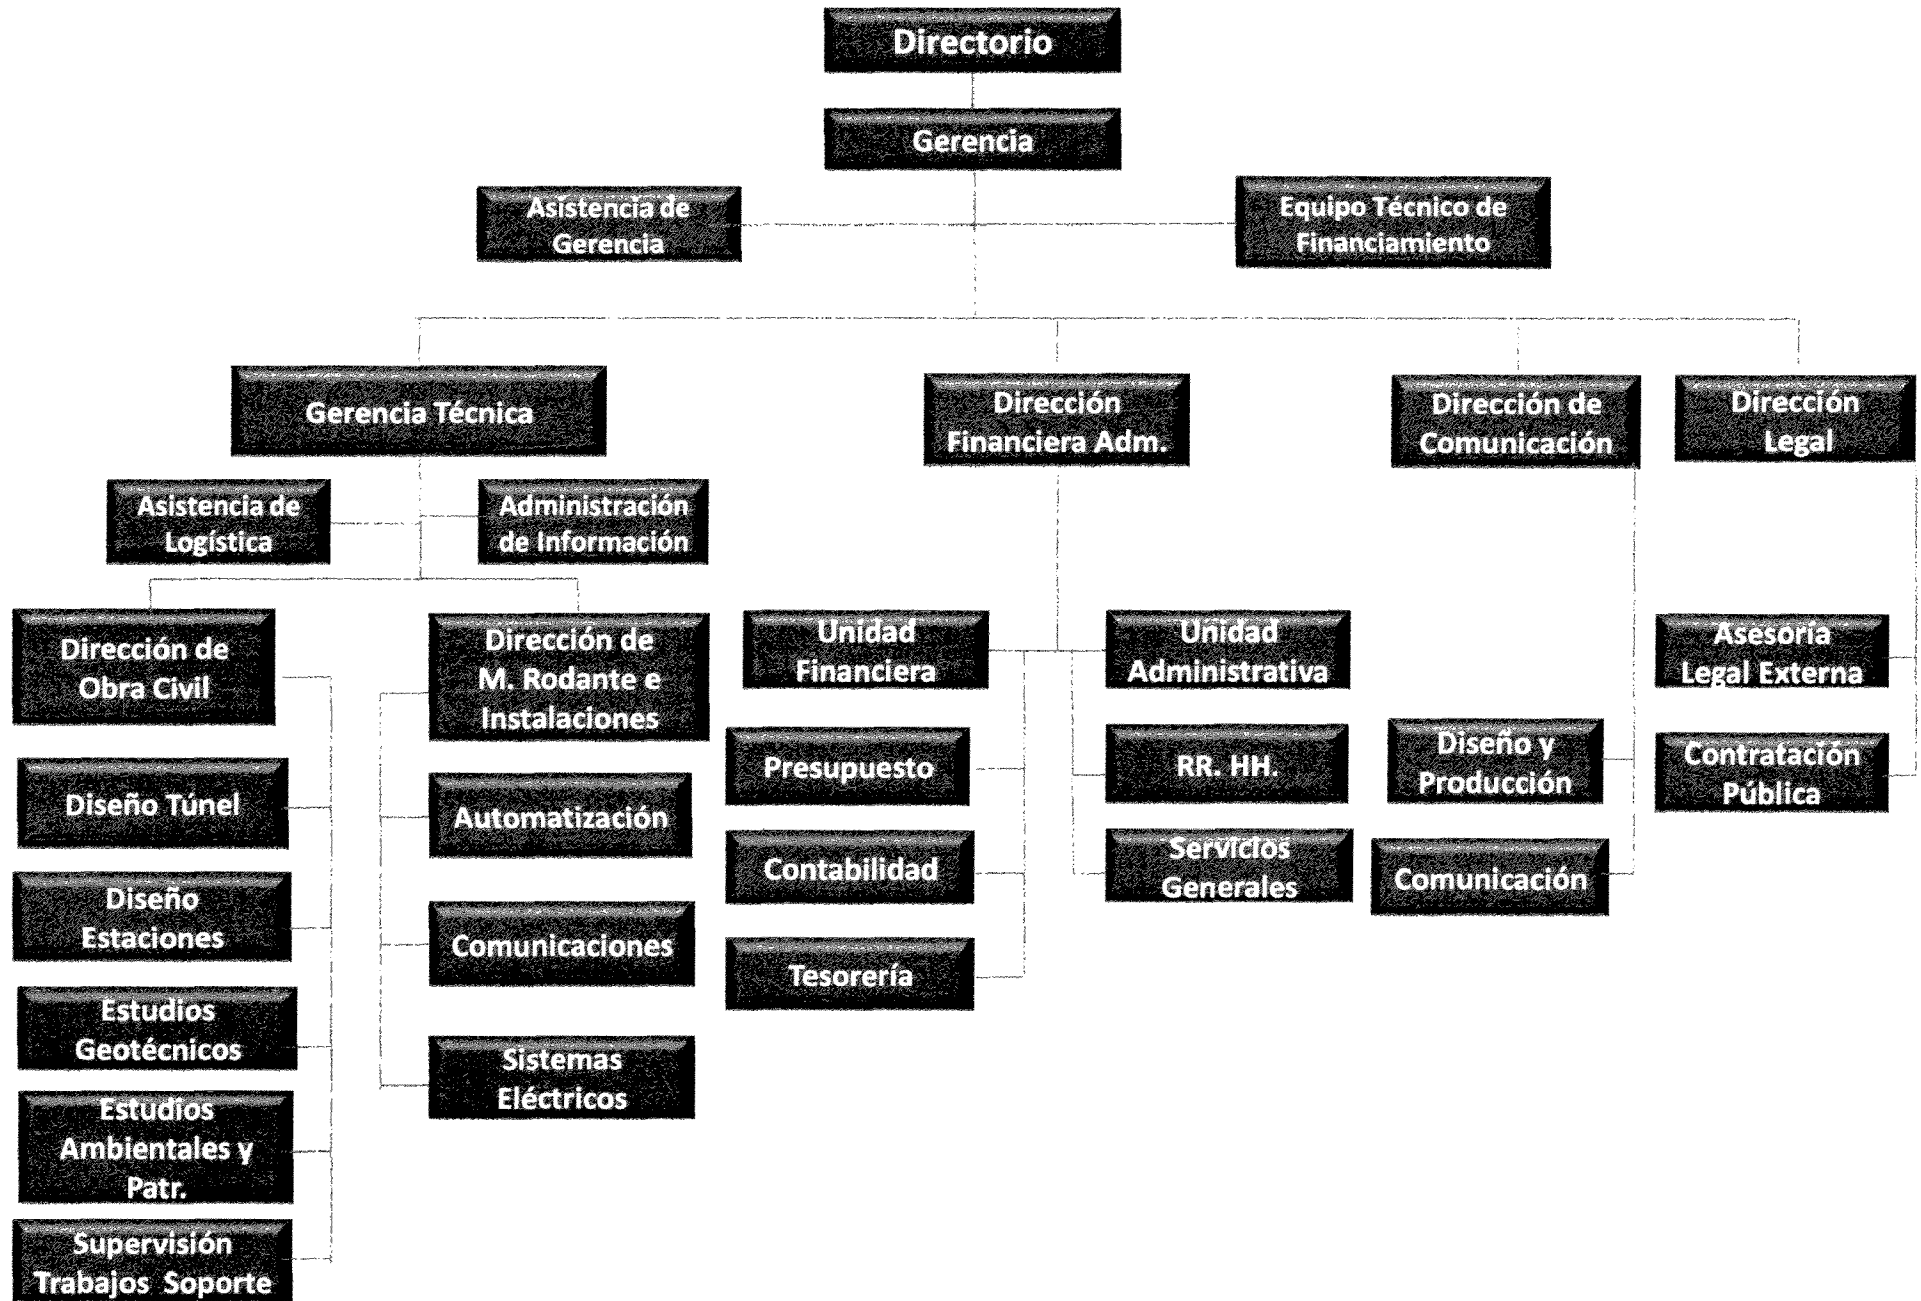 Directorio
Gerencia
Asistencia de
Gerencia
Equipo Técnico de
Financiamiento
Gerencia Técnica
Dirección
Financiera Adm.
Dirección de
Comunicación
Dirección
Legal
Asistencia de
Logística
Administración
de Información
Dirección de
Obra Civil
Dirección de
M. Rodante e
Instalaciones
Unidad
Financiera
Unidad
Administrativa
Asesoría
Legal Externa
Diseño Túnel
Automatización
Presupuesto
RR. HH.
Diseño y
Producción
Contratación
Pública
Diseño
Estaciones
Comunicaciones
Contabilidad
Servicios
Generales
Comunicación
Estudios
Geotécnicos
Sistemas
Eléctricos
Tesorería
Estudios
Ambientales y
Patr.
Supervisión
Trabajos Soporte